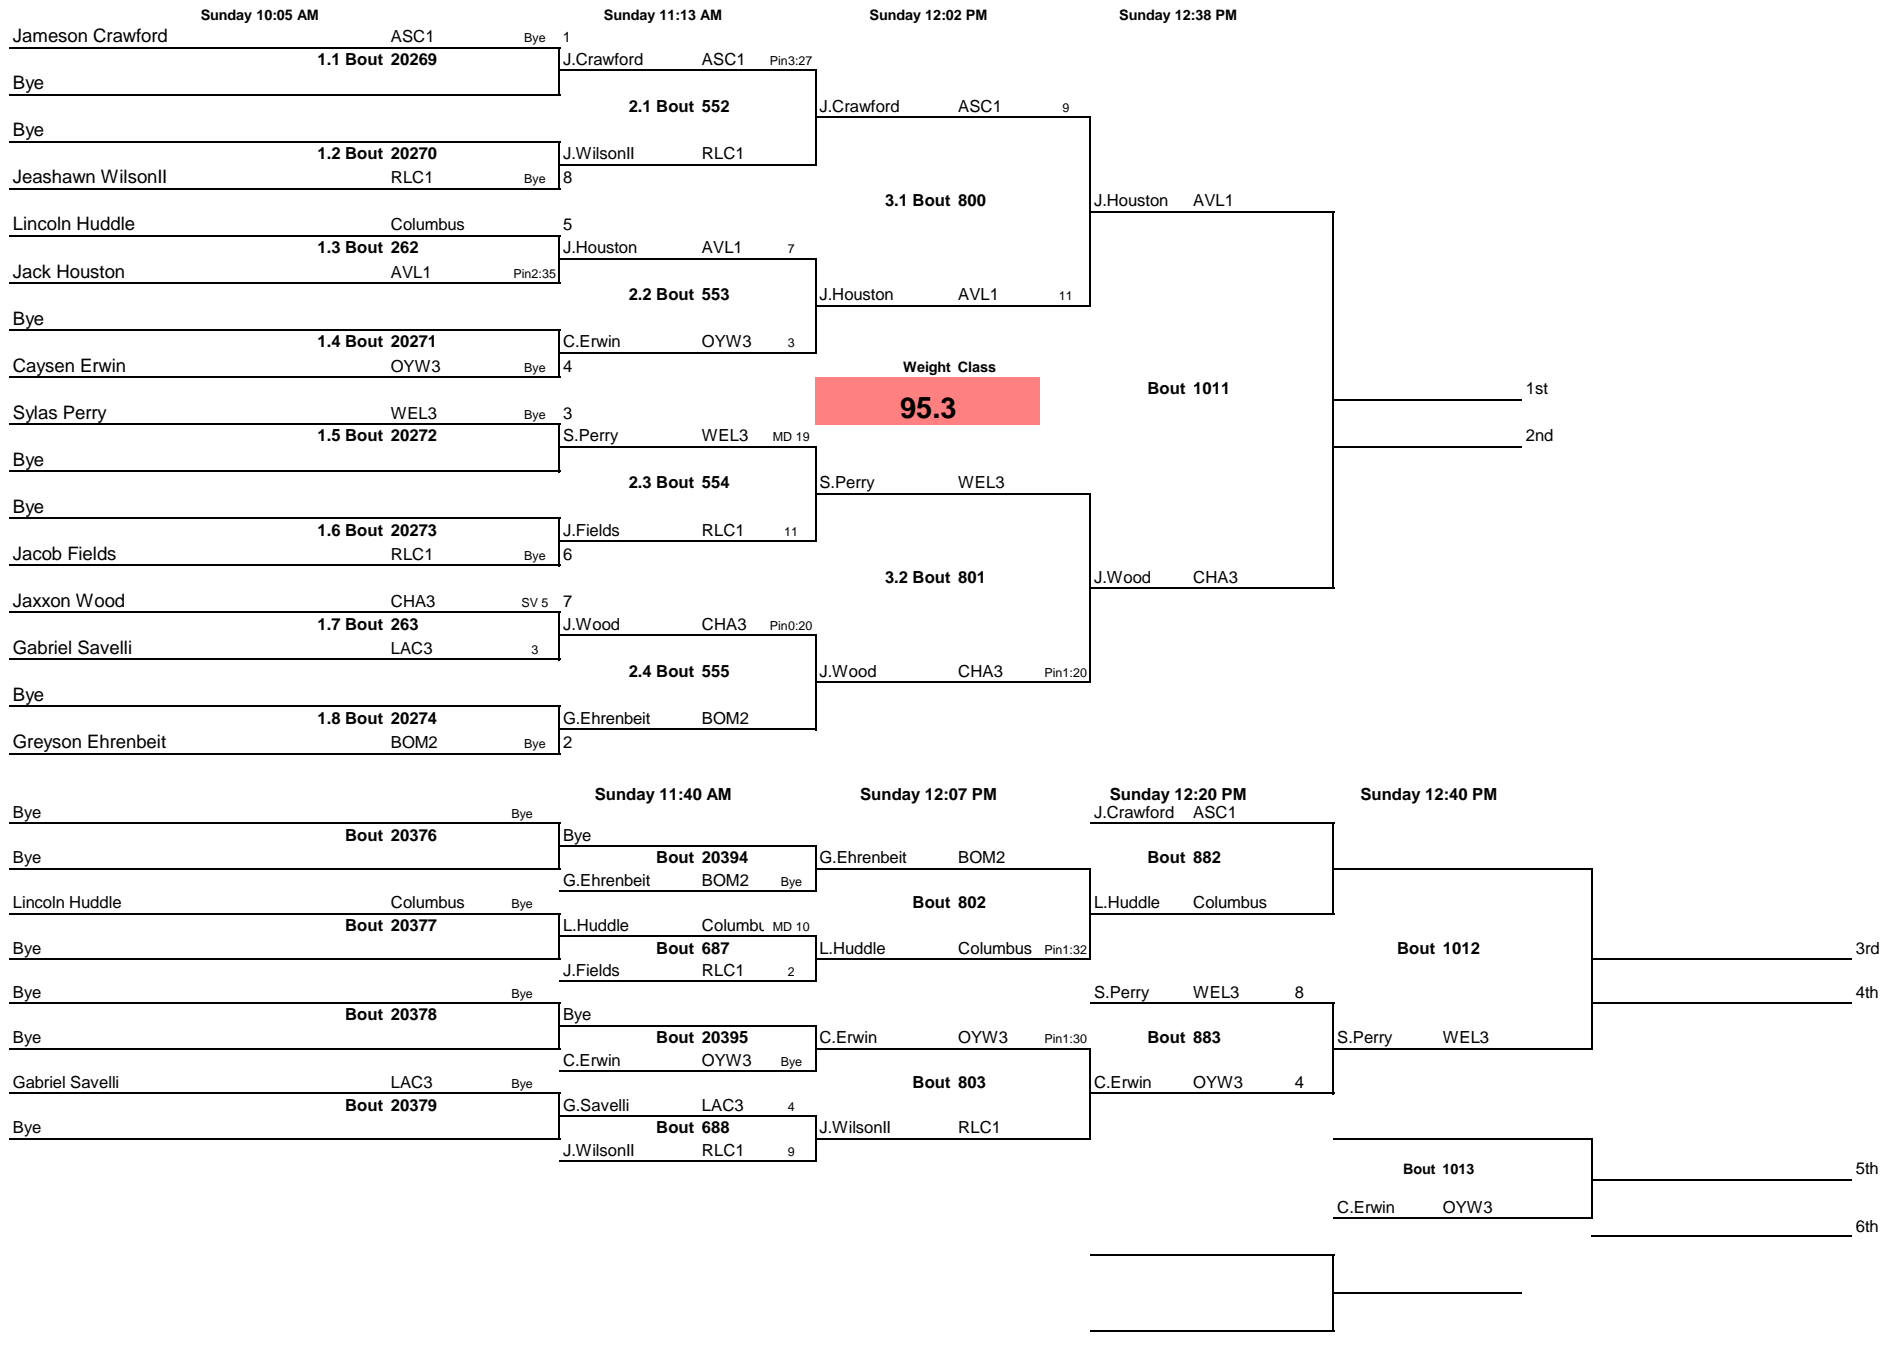 Sunday 10:05 AM Sunday 11:13 AM Sunday 12:02 PM Sunday 12:38 PM
Jameson Crawford ASC1 Bye 1
1.1 Bout 20269 J.Crawford ASC1 Pin3:27
Bye
2.1 Bout 552 J.Crawford ASC1 9
Bye
1.2 Bout 20270 J.WilsonII RLC1
Jeashawn WilsonII RLC1 Bye 8
3.1 Bout 800 J.Houston AVL1
Lincoln Huddle Columbus 5
1.3 Bout 262 J.Houston AVL1 7
Jack Houston AVL1 Pin2:35
2.2 Bout 553 J.Houston AVL1 11
Bye
1.4 Bout 20271 C.Erwin OYW3 3
Caysen Erwin OYW3 Bye 4 Weight Class
Bout 1011 1st
95.3
Sylas Perry WEL3 Bye 3
1.5 Bout 20272 S.Perry WEL3 MD 19 2nd
Bye
2.3 Bout 554 S.Perry WEL3
Bye
1.6 Bout 20273 J.Fields RLC1 11
Jacob Fields RLC1 Bye 6
3.2 Bout 801 J.Wood CHA3
Jaxxon Wood CHA3 SV 5 7
1.7 Bout 263 J.Wood CHA3 Pin0:20
Gabriel Savelli LAC3 3
2.4 Bout 555 J.Wood CHA3 Pin1:20
Bye
1.8 Bout 20274 G.Ehrenbeit BOM2
Greyson Ehrenbeit BOM2 Bye 2
Sunday 11:40 AM Sunday 12:07 PM Sunday 12:20 PM Sunday 12:40 PM
Bye Bye J.Crawford ASC1
Bout 20376 Bye
Bye Bout 20394 G.Ehrenbeit BOM2 Bout 882
G.Ehrenbeit BOM2 Bye
Lincoln Huddle Columbus Bye Bout 802 L.Huddle Columbus
Bout 20377 L.Huddle Columbu MD 10
Bye Bout 687 L.Huddle Columbus Pin1:32 Bout 1012 3rd
J.Fields RLC1 2
Bye Bye S.Perry WEL3 8 4th
Bout 20378 Bye
Bye Bout 20395 C.Erwin OYW3 Pin1:30 Bout 883 S.Perry WEL3
C.Erwin OYW3 Bye
Gabriel Savelli LAC3 Bye Bout 803 C.Erwin OYW3 4
Bout 20379 G.Savelli LAC3 4
Bye Bout 688 J.WilsonII RLC1
J.WilsonII RLC1 9
Bout 1013 5th
C.Erwin OYW3
6th